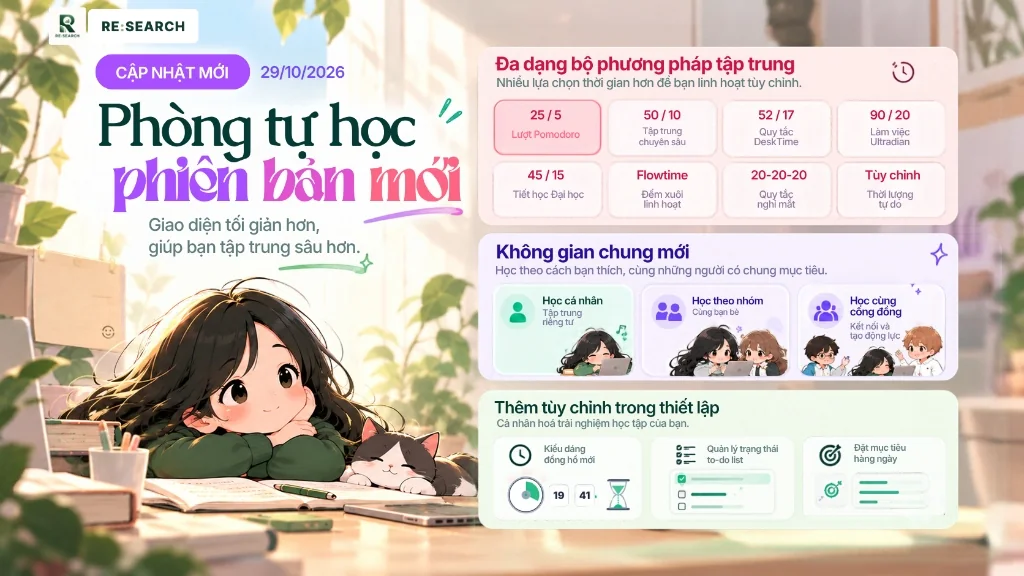 RE:SEARCH
RE:SEARCH
CẬP NHẬT MỚI
29/10/2026
Phòng tự học
phiên bản mới
Giao diện tối giản hơn,
giúp bạn tập trung sâu hơn.
Đa dạng bộ phương pháp tập trung
Nhiều lựa chọn thời gian hơn để bạn linh hoạt tùy chỉnh.
25 / 5
Lượt Pomodoro
50 / 10
Tập trung
chuyên sâu
52 / 17
Quy tắc
DeskTime
90 / 20
Làm việc
Ultradian
45 / 15
Tiết học Đại học
Flowtime
Đếm xuôi
linh hoạt
20-20-20
Quy tắc
nghỉ mắt
Tùy chỉnh
Thời lượng
tự do
Không gian chung mới
Học theo cách bạn thích, cùng những người có chung mục tiêu.
Học cá nhân
Tập trung
riêng tư
Học theo nhóm
Cùng bạn bè
Học cùng
cộng đồng
Kết nối và
tạo động lực
Thêm tùy chỉnh trong thiết lập
Cá nhân hoá trải nghiệm học tập của bạn.
Kiểu dáng
đồng hồ mới
19
41
Quản lý trạng thái
to-do list
Đặt mục tiêu
hàng ngày